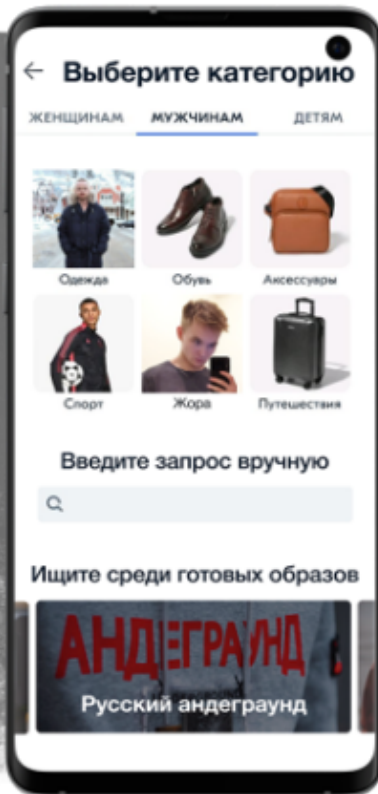 Выберите категорию
ЖЕНЩИНАМ МУЖЧИНАМ ДЕТЯМ
Одежда Обувь Аксессуары
Спорт Жора Путешествия
Введите запрос вручную
Ищите среди готовых образов
АНДЕГРАУНД
Русский андеграунд